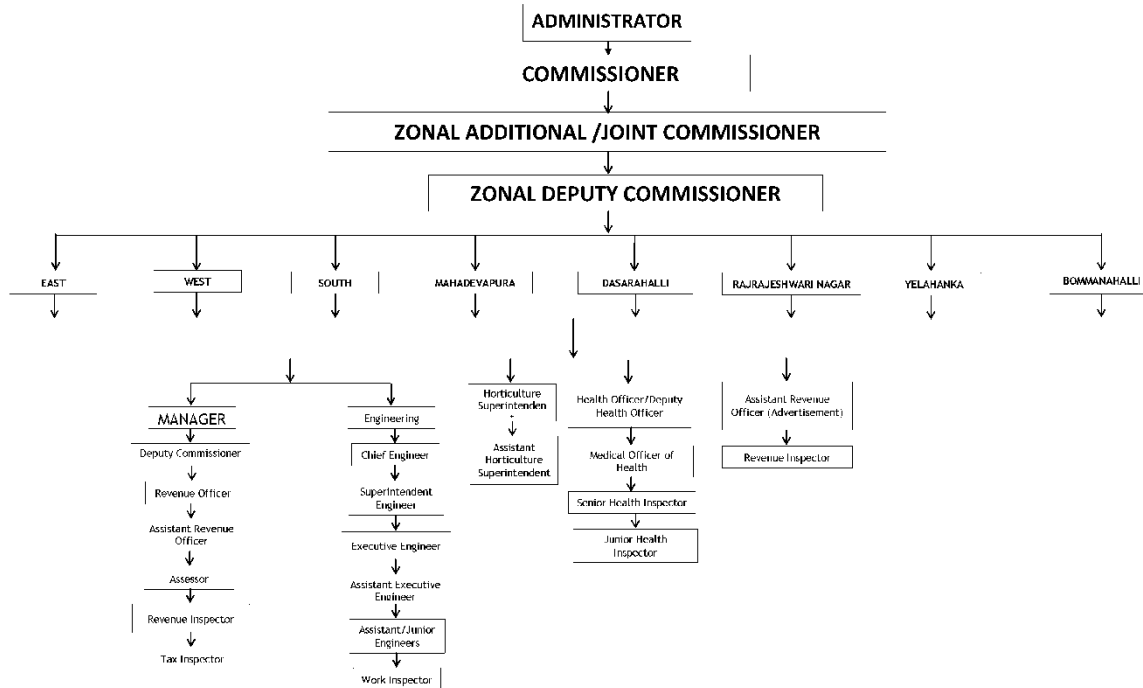 ADMINISTRATOR
COMMISSIONER
ZONAL ADDITIONAL /JOINT COMMISSIONER
ZONAL DEPUTY COMMISSIONER
EAST
WEST
SOUTH
MAHADEVAPURA
DASARAHALLI
RAJRAJESHWARI NAGAR
YELAHANKA
BOMMANAHALLI
MANAGER
Deputy Commissioner
Revenue Officer
Assistant Revenue
Officer
Assessor
Revenue Inspector
Tax Inspector
Engineering
Chief Engineer
Superintendent
Engineer
Executive Engineer
Assistant Executive
Engineer
Assistant/Junior
Engineers
Work Inspector
Horticulture
Superintenden
t
Assistant
Horticulture
Superintendent
Health Officer/Deputy
Health Officer
Medical Officer of
Health
Senior Health Inspector
Junior Health
Inspector
Assistant Revenue
Officer (Advertisement)
Revenue Inspector